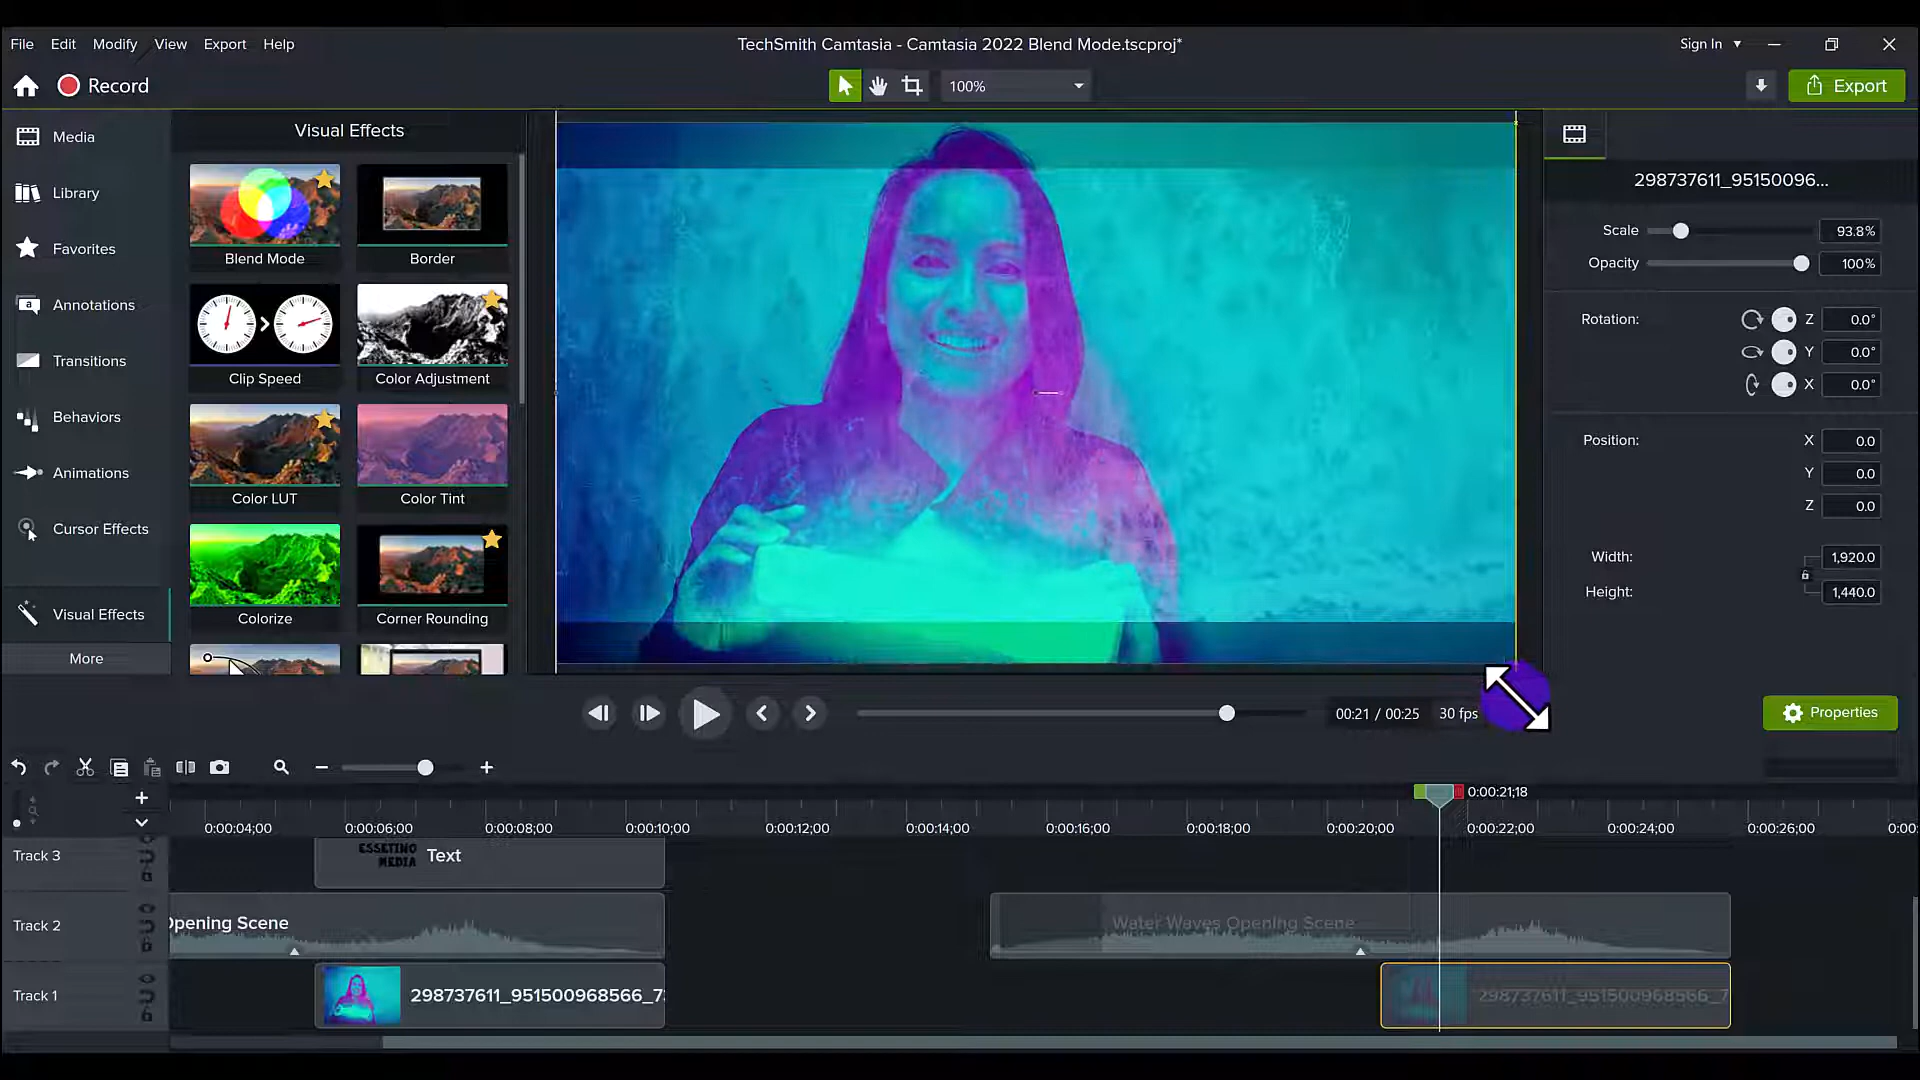 File Edit Modify View Export Help
TechSmith Camtasia - Camtasia 2022 Blend Mode.tscproj*
Sign In
Record
100%
Export
Media
Library
Favorites
Annotations
Transitions
Behaviors
Animations
Cursor Effects
Visual Effects
More
Visual Effects
Blend Mode
Border
Clip Speed
Color Adjustment
Color LUT
Color Tint
Colorize
Corner Rounding
298737611_95150096...
Scale 93.8%
Opacity 100%
Rotation: Z 0.0°
Y 0.0°
X 0.0°
Position: X 0.0
Y 0.0
Z 0.0
Width: 1,920.0
Height: 1,440.0
00:21 / 00:25 30 fps
Properties
0:00:21;18
0:00:04;00 0:00:06;00 0:00:08;00 0:00:10;00 0:00:12;00 0:00:14;00 0:00:16;00 0:00:18;00 0:00:20;00 0:00:22;00 0:00:24;00 0:00:26;00 0:00:
Track 3
ESSETINO
MEDIA
Text
Track 2
Opening Scene
Water Waves Opening Scene
Track 1
298737611_951500968566_7
298737611_951500968566_7